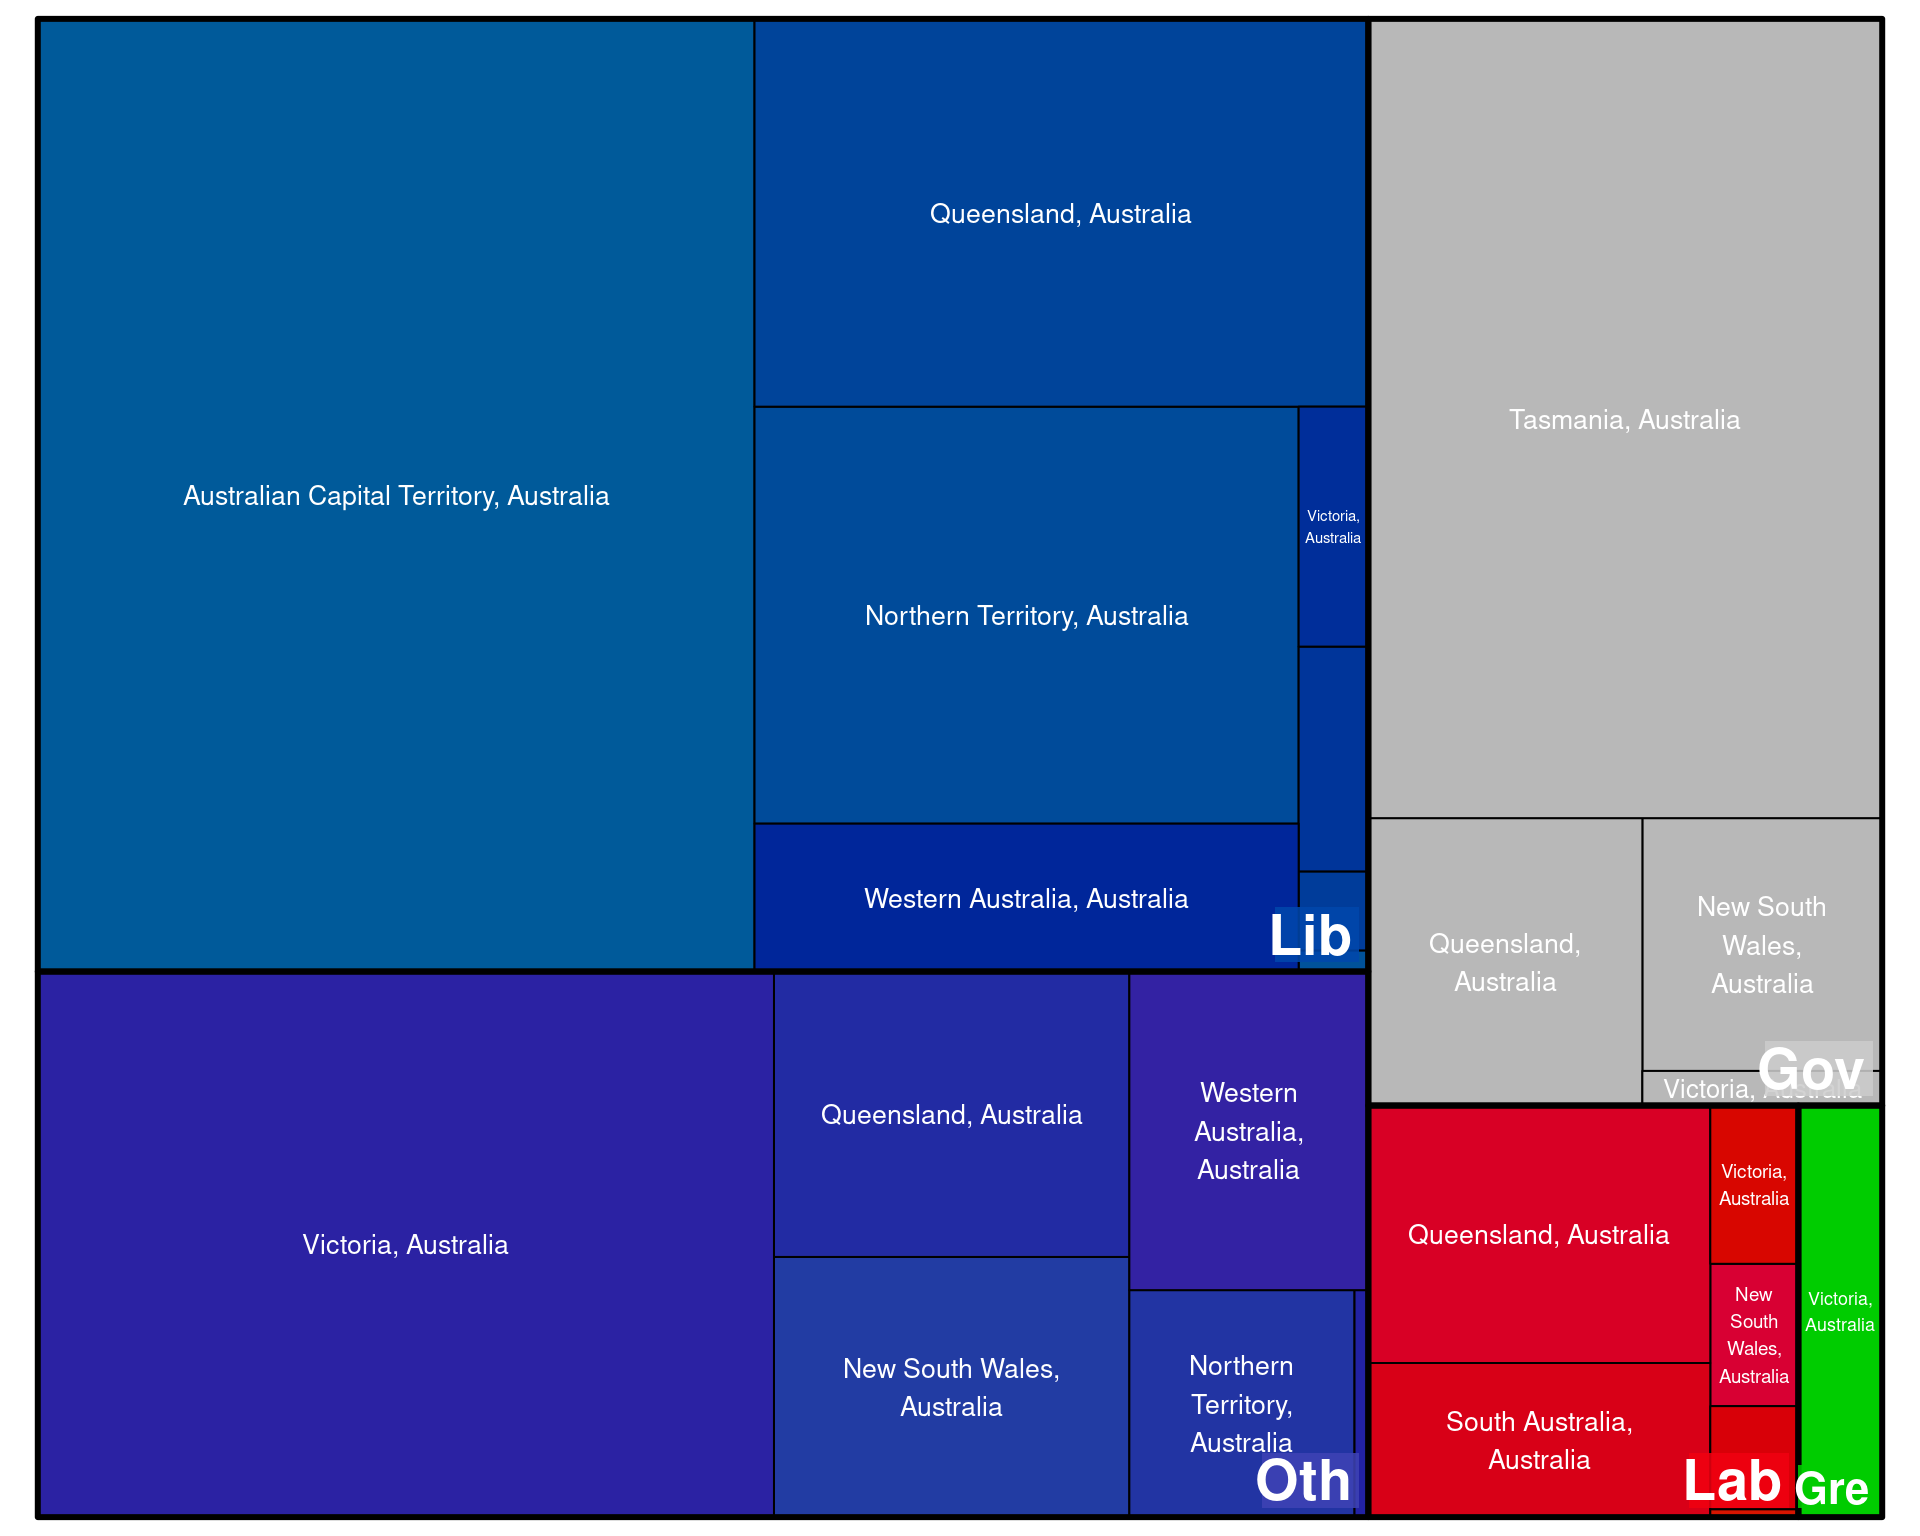 Australian Capital Territory, Australia
Queensland, Australia
Northern Territory, Australia
Victoria,
Australia
Western Australia, Australia
Lib
Tasmania, Australia
Queensland,
Australia
New South
Wales,
Australia
Victoria, Australia
Gov
Victoria, Australia
Queensland, Australia
Western
Australia,
Australia
New South Wales,
Australia
Northern
Territory,
Australia
Oth
Queensland, Australia
Victoria,
Australia
New
South
Wales,
Australia
South Australia,
Australia
Lab
Victoria,
Australia
Gre